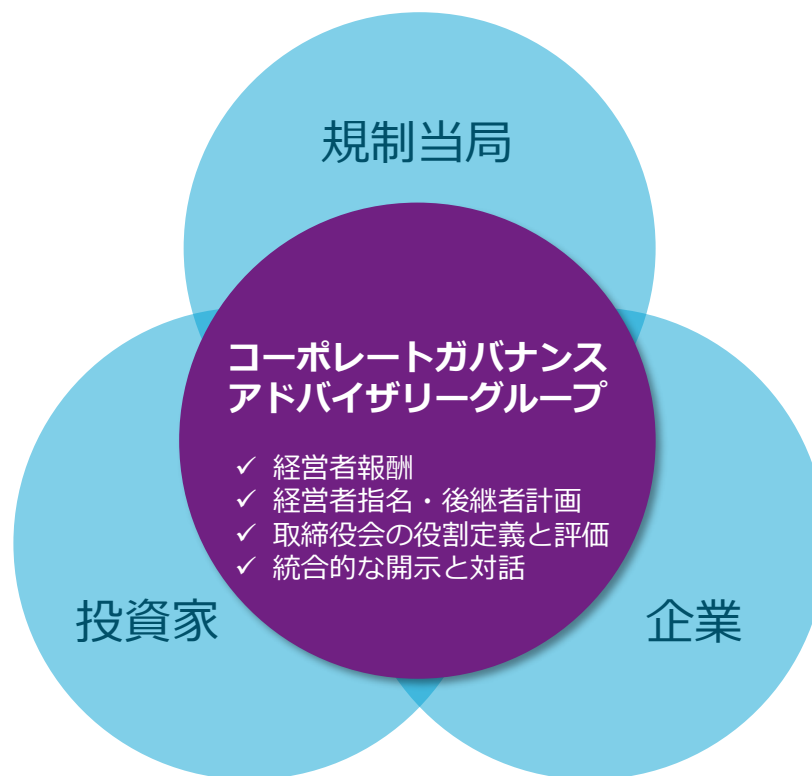 規制当局
コーポレートガバナンス
アドバイザリーグループ
✓ 経営者報酬
✓ 経営者指名・後継者計画
✓ 取締役会の役割定義と評価
✓ 統合的な開示と対話
投資家
企業